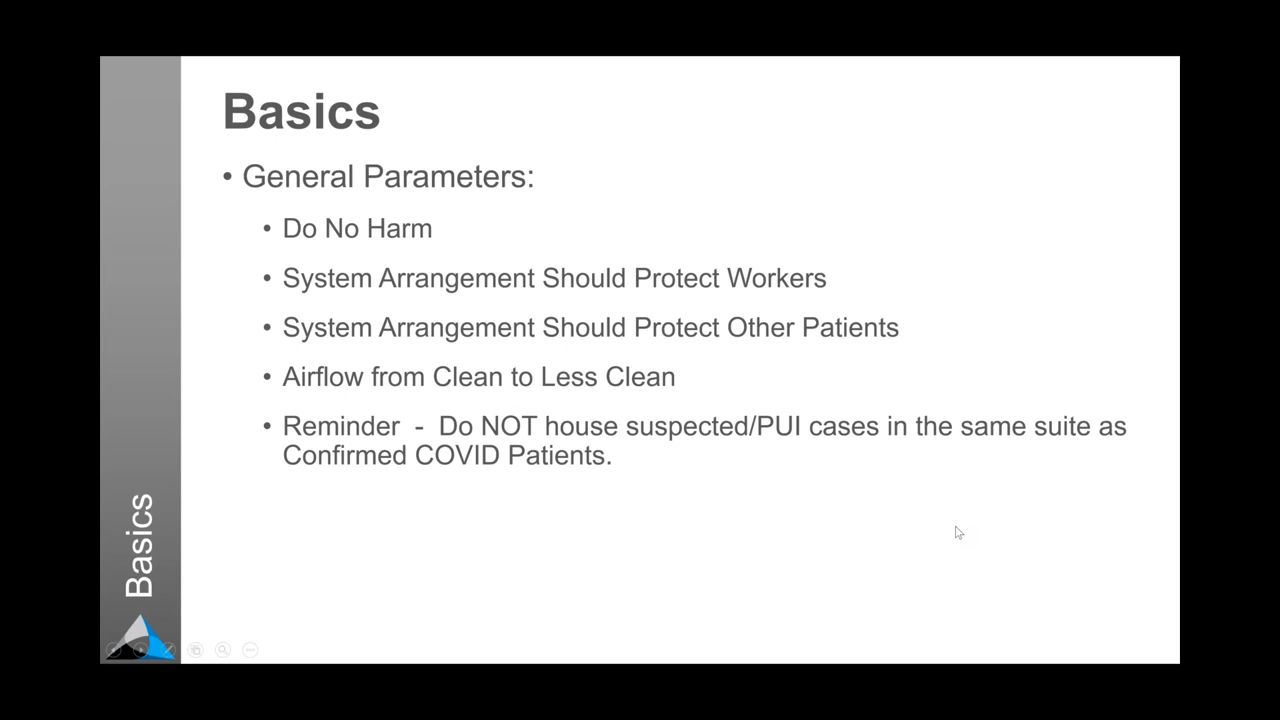 Basics
• General Parameters:
• Do No Harm
• System Arrangement Should Protect Workers
• System Arrangement Should Protect Other Patients
• Airflow from Clean to Less Clean
• Reminder - Do NOT house suspected/PUI cases in the same suite as
Confirmed COVID Patients.
Basics